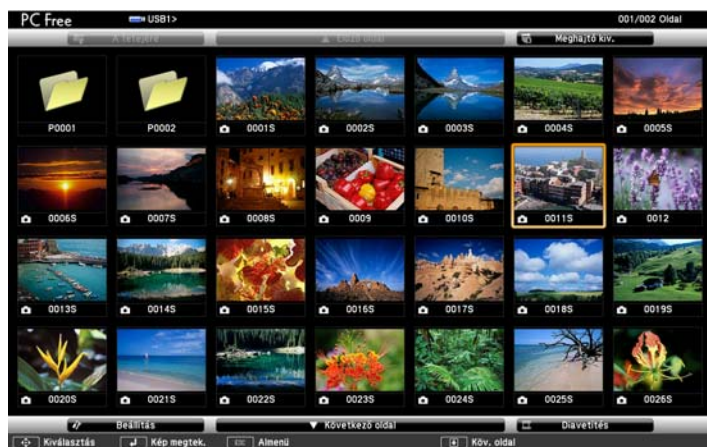 PC Free USB1> 001/002 Oldal
A tetejére ▲ Előző oldal Meghajtó kiv.
P0001 P0002 0001S 0002S 0003S 0004S 0005S
0006S 0007S 0008S 0009 0010S 0011S 0012
0013S 0014S 0015S 0016S 0017S 0018S 0019S
0020S 0021S 0022S 0023S 0024S 0025S 0026S
Beállítás ▼ Következő oldal Diavetítés
Kiválasztás Kép megtek. ESC Almenü Köv. oldal